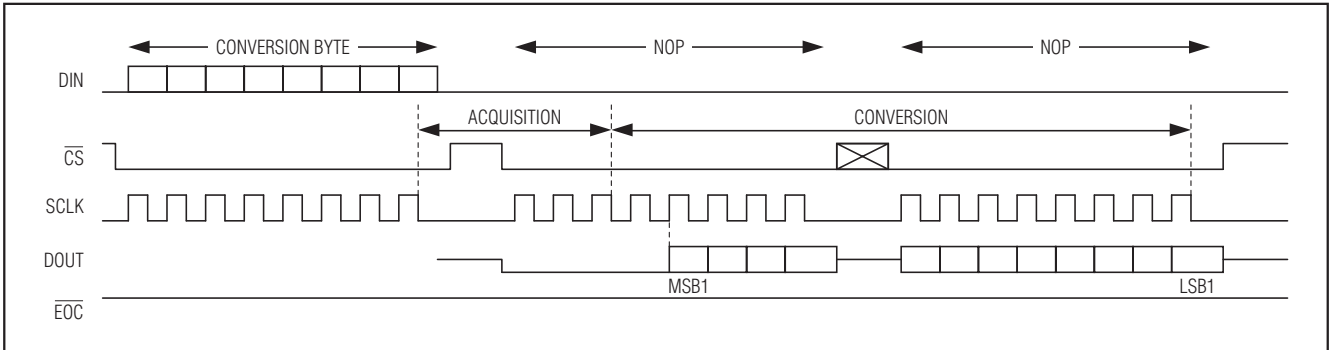 CONVERSION BYTE NOP NOP
DIN
ACQUISITION CONVERSION
CS
SCLK
DOUT
MSB1 LSB1
EOC